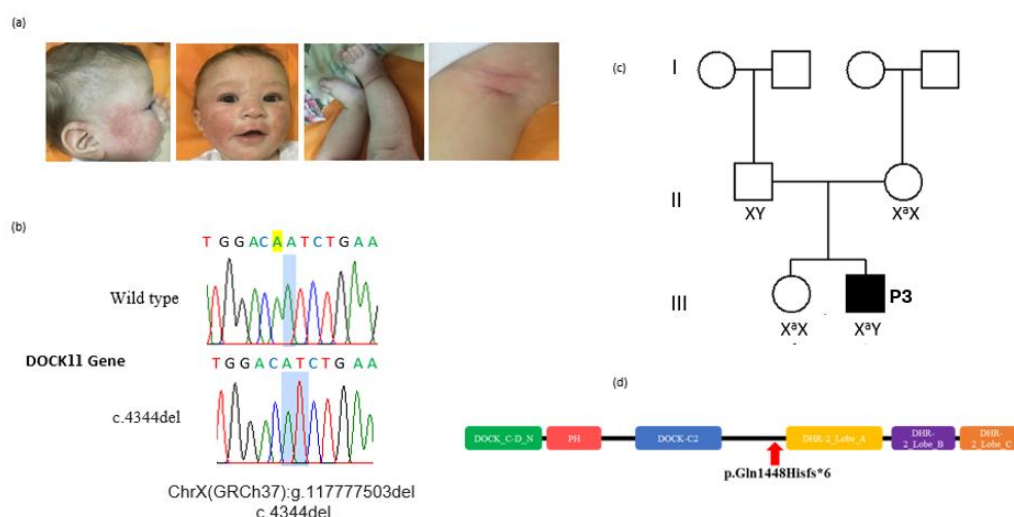 (a)
(b)
T G G A C A A T C T G A A
Wild type
DOCK11 Gene
T G G A C A T C T G A A
c.4344del
ChrX(GRCh37):g.117777503del
c.4344del
(c)
I
II
XY
XᵃX
III
P3
XᵃX
XᵃY
(d)
DOCK_C-D_N
PH
DOCK-C2
DHR-2_Lobe_A
DHR-
2_Lobe_B
DHR-
2_Lobe_C
p.Gln1448Hisfs*6